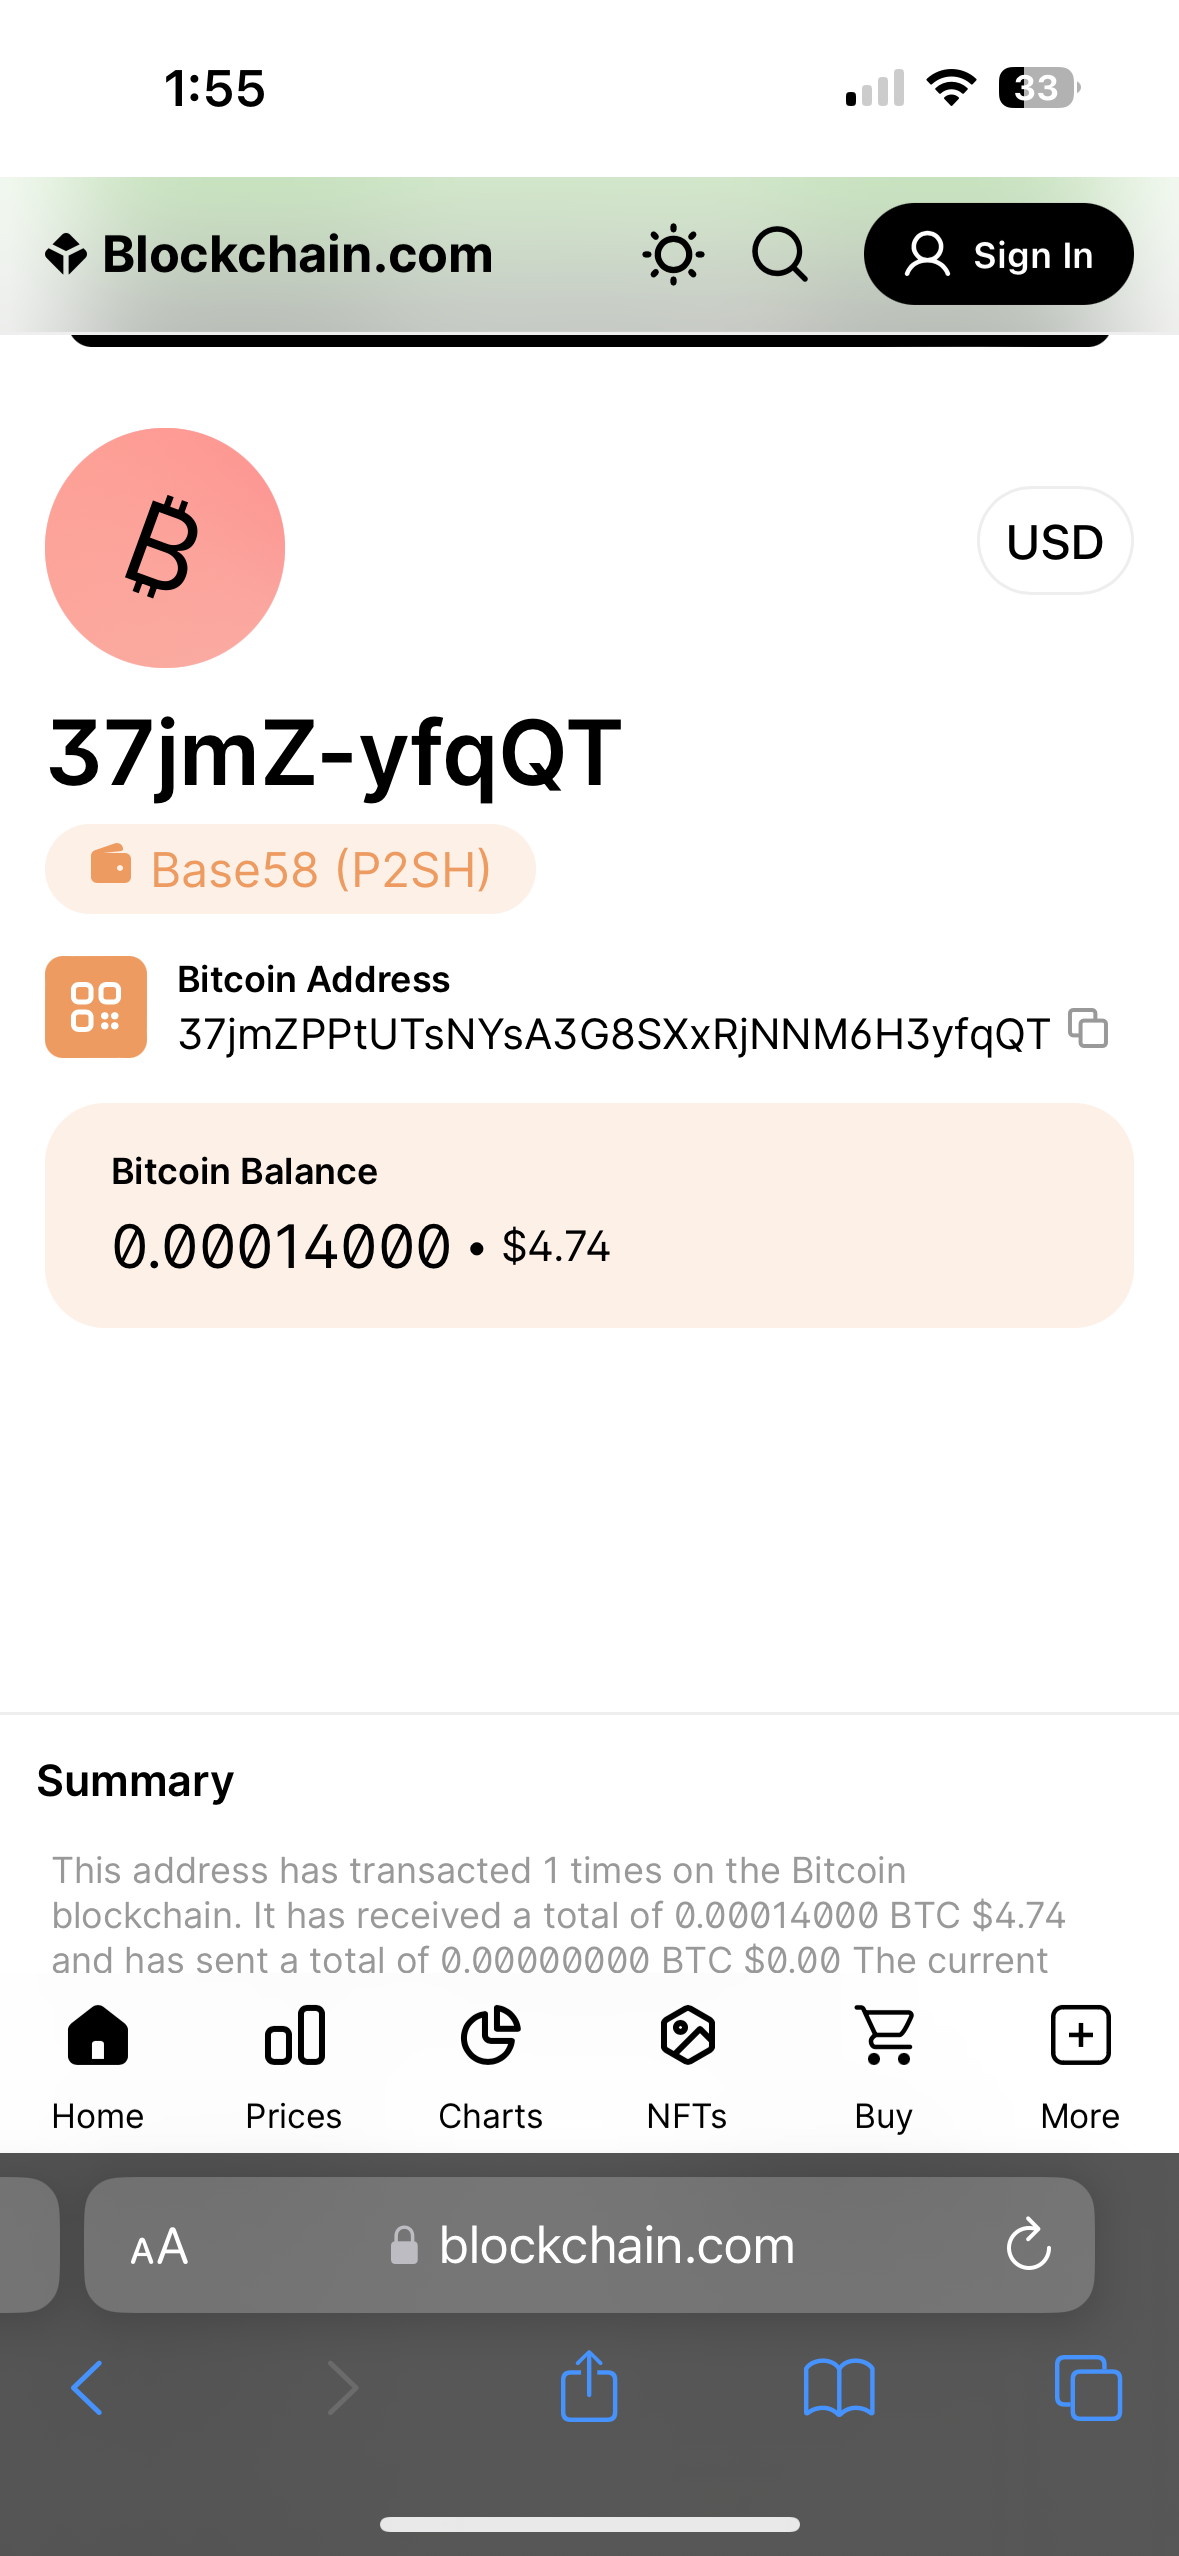 1:55
33
Blockchain.com
Sign In
USD
37jmZ-yfqQT
Base58 (P2SH)
Bitcoin Address
37jmZPPtUTsNYsA3G8SXxRjNNM6H3yfqQT
Bitcoin Balance
0.00014000 • $4.74
Summary
This address has transacted 1 times on the Bitcoin
blockchain. It has received a total of 0.00014000 BTC $4.74
and has sent a total of 0.00000000 BTC $0.00 The current
Home Prices Charts NFTs Buy More
AA blockchain.com